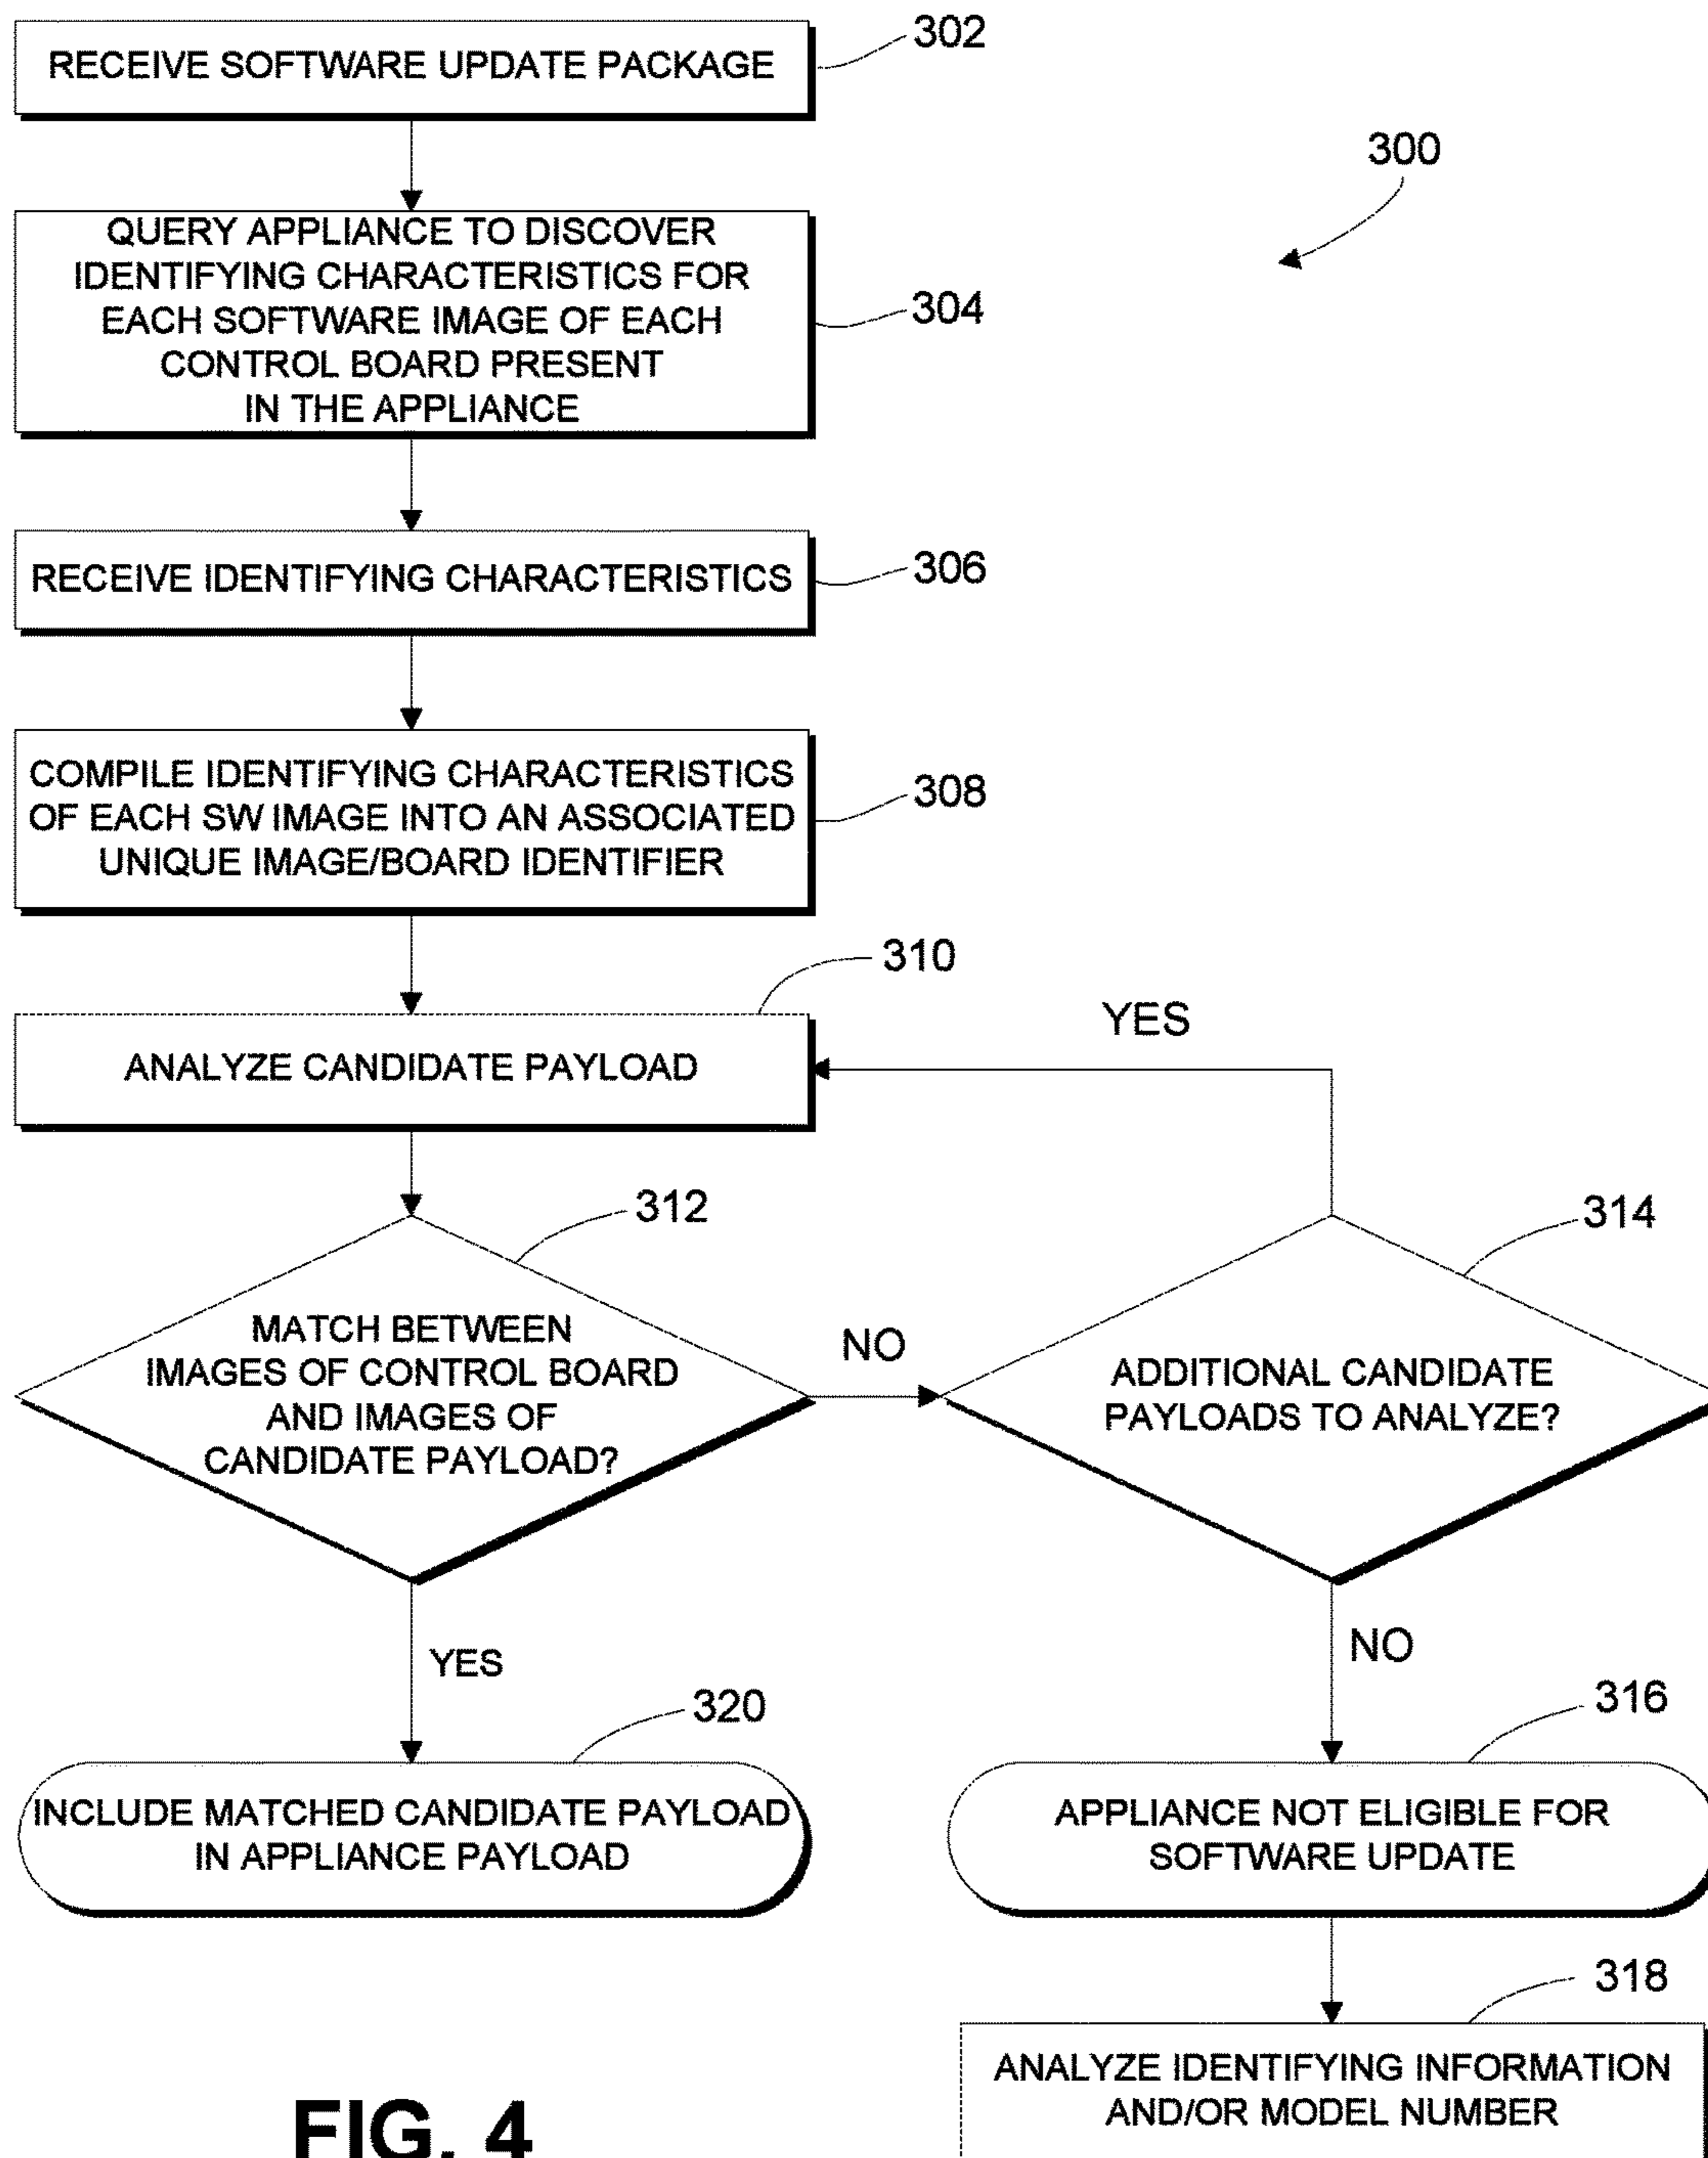 RECEIVE SOFTWARE UPDATE PACKAGE
302
300
QUERY APPLIANCE TO DISCOVER
IDENTIFYING CHARACTERISTICS FOR
EACH SOFTWARE IMAGE OF EACH
CONTROL BOARD PRESENT
IN THE APPLIANCE
304
RECEIVE IDENTIFYING CHARACTERISTICS
306
COMPILE IDENTIFYING CHARACTERISTICS
OF EACH SW IMAGE INTO AN ASSOCIATED
UNIQUE IMAGE/BOARD IDENTIFIER
308
310
ANALYZE CANDIDATE PAYLOAD
YES
312
MATCH BETWEEN
IMAGES OF CONTROL BOARD
AND IMAGES OF
CANDIDATE PAYLOAD?
NO
314
ADDITIONAL CANDIDATE
PAYLOADS TO ANALYZE?
YES
NO
320
INCLUDE MATCHED CANDIDATE PAYLOAD
IN APPLIANCE PAYLOAD
316
APPLIANCE NOT ELIGIBLE FOR
SOFTWARE UPDATE
318
ANALYZE IDENTIFYING INFORMATION
AND/OR MODEL NUMBER
FIG. 4